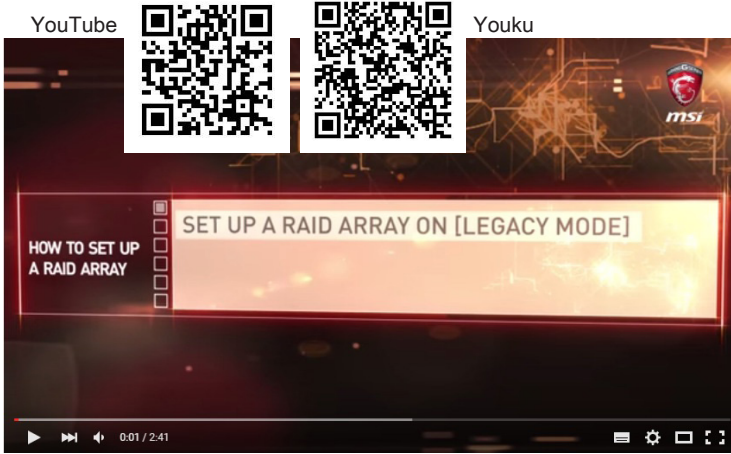 YouTube
Youku
msi
SET UP A RAID ARRAY ON [LEGACY MODE]
HOW TO SET UP
A RAID ARRAY
0:01 / 2:41